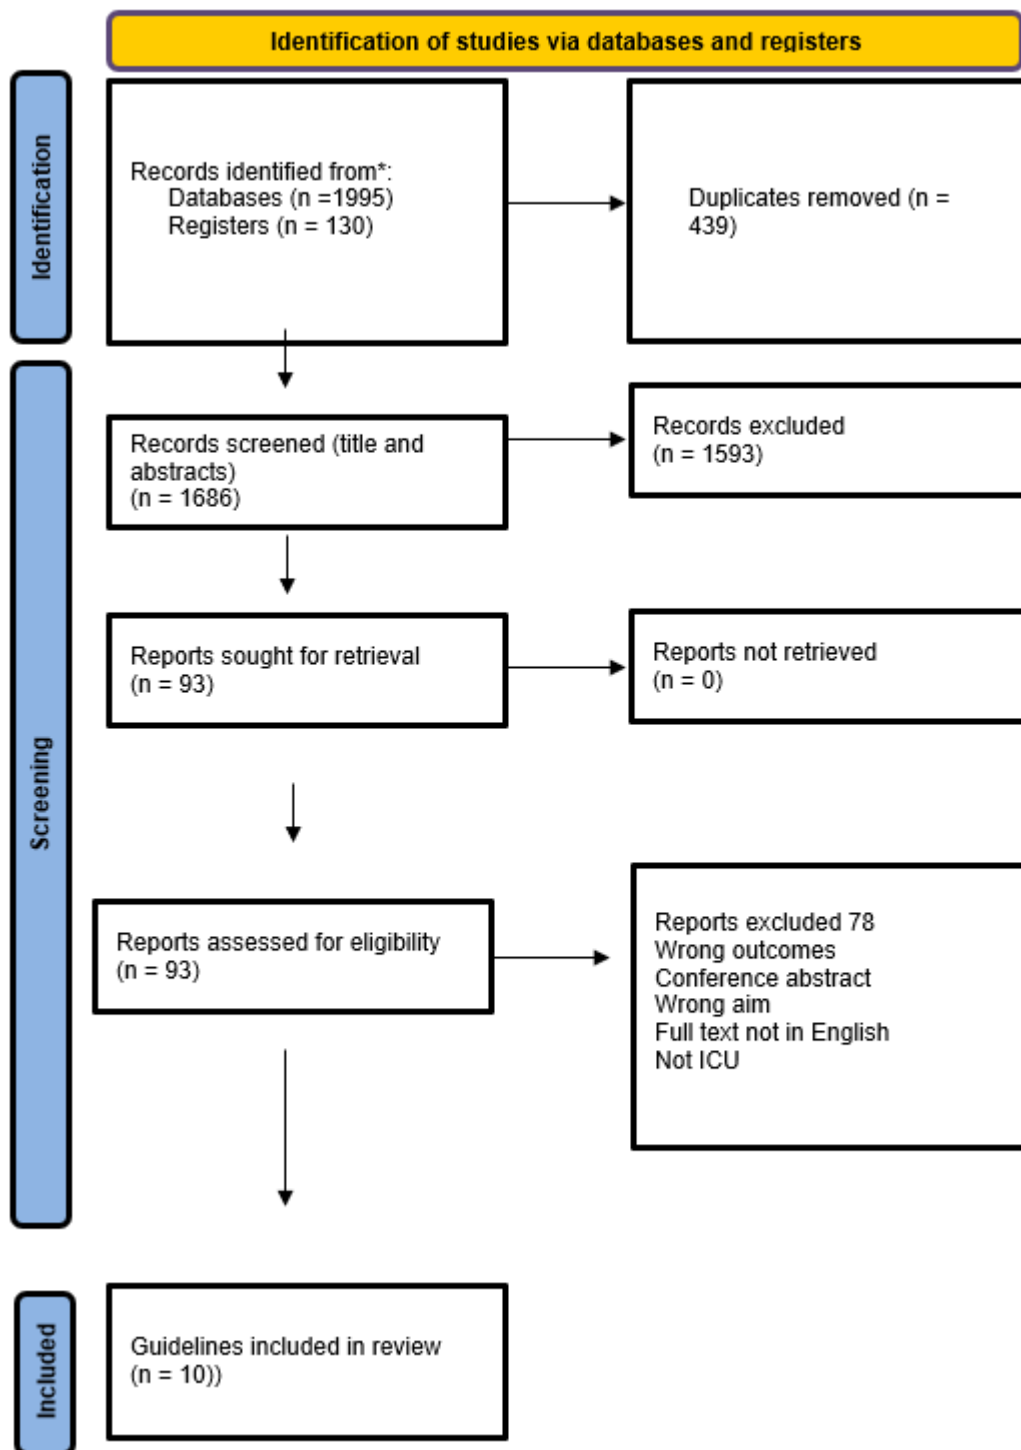 Identification of studies via databases and registers
Identification
Records identified from*:
Databases (n =1995)
Registers (n = 130)
Duplicates removed (n =
439)
Screening
Records screened (title and
abstracts)
(n = 1686)
Records excluded
(n = 1593)
Reports sought for retrieval
(n = 93)
Reports not retrieved
(n = 0)
Reports assessed for eligibility
(n = 93)
Reports excluded 78
Wrong outcomes
Conference abstract
Wrong aim
Full text not in English
Not ICU
Included
Guidelines included in review
(n = 10))